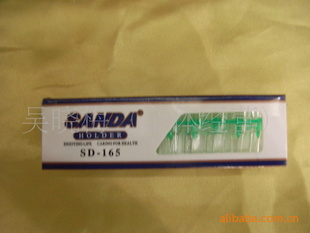 SANDA®
HOLDER
ENJOYING LIFE CARING FOR HEALTH
SD-165
alibaba.com.cn